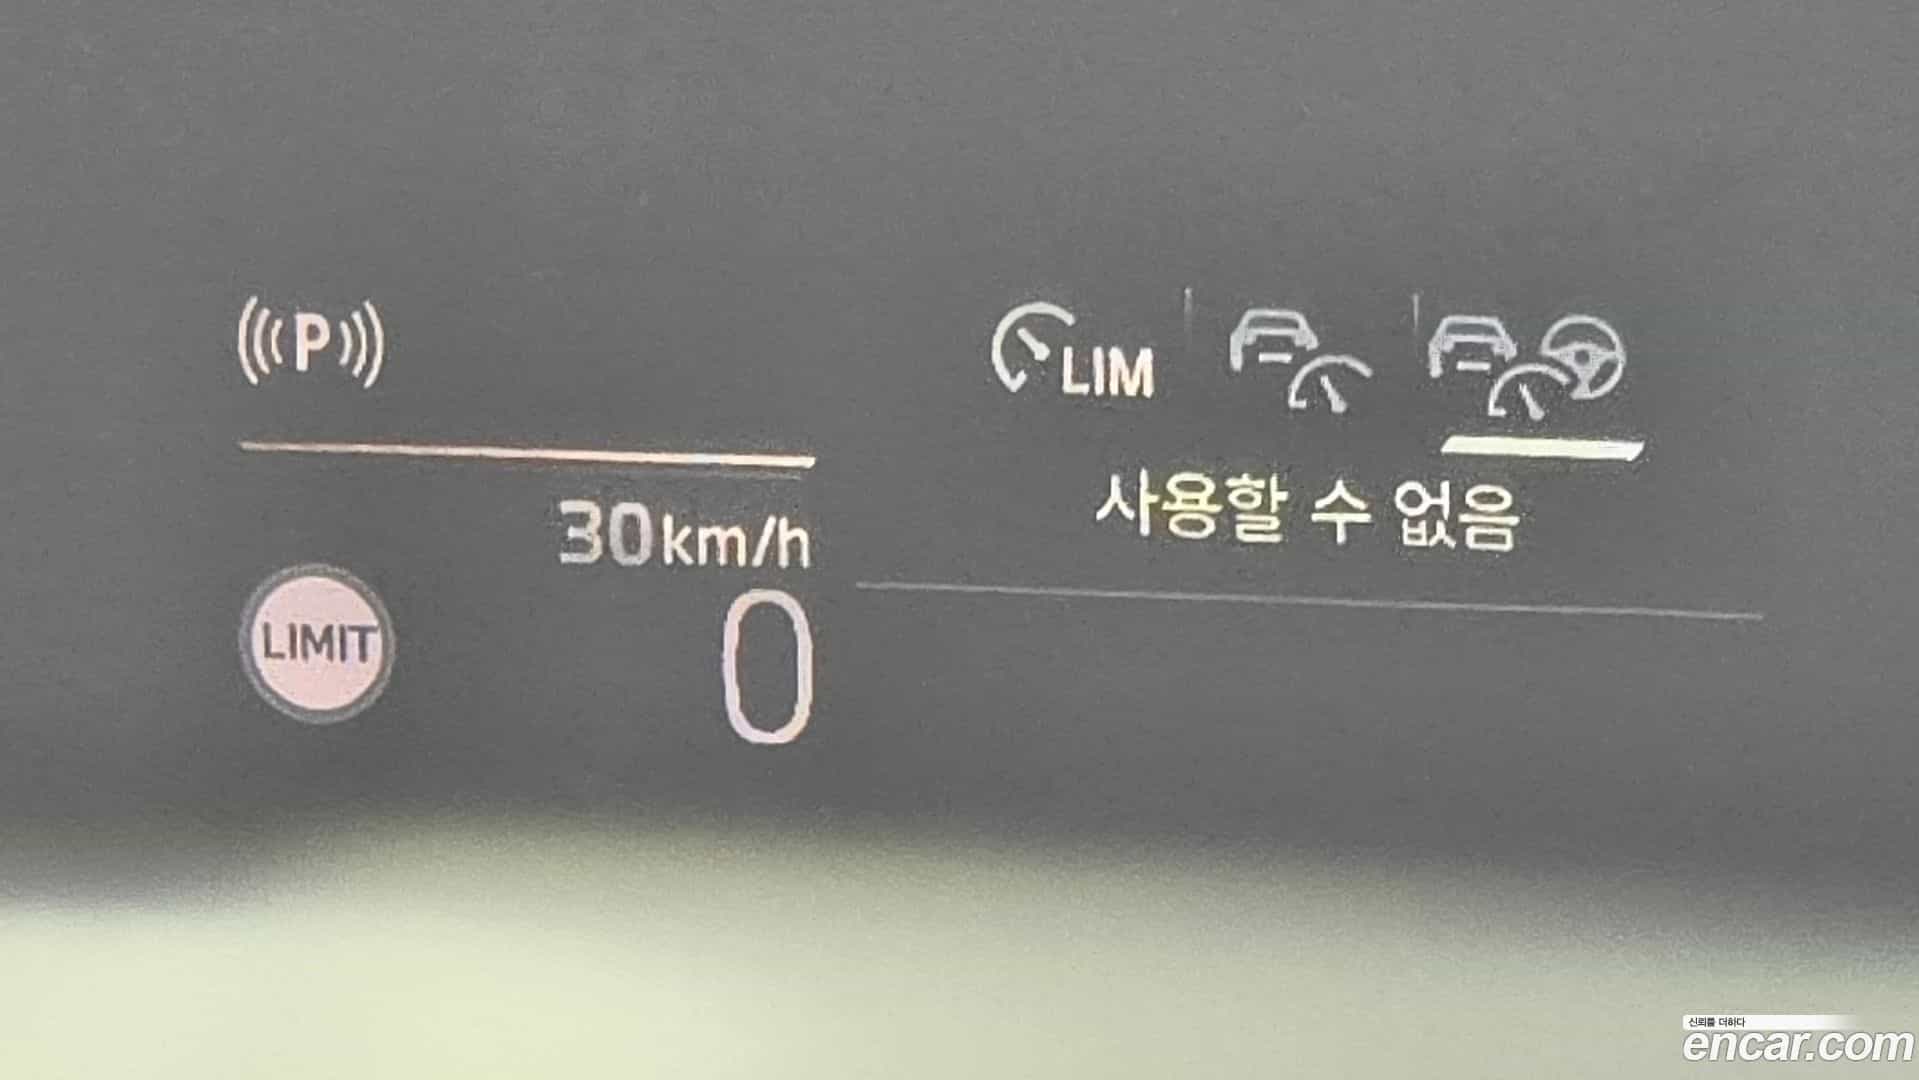 P
LIM
30km/h
사용할 수 없음
LIMIT
0
신뢰를 더하다
encar.com